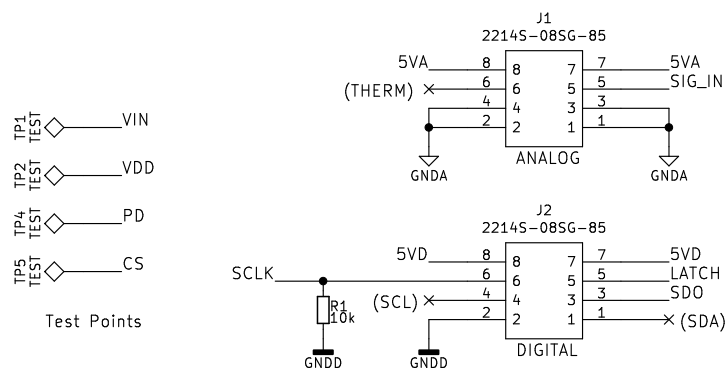 J1
2214S-08SG-85
5VA 8 8 7 7 5VA
(THERM) 6 6 5 5 SIG_IN
4 4 3 3
2 2 1 1
ANALOG
GNDA GNDA
TP1 TEST VIN
TP2 TEST VDD
TP4 TEST PD
TP5 TEST CS
Test Points
J2
2214S-08SG-85
5VD 8 8 7 7 5VD
SCLK 6 6 5 5 LATCH
(SCL) 4 4 3 3 SDO
2 2 1 1 (SDA)
R1
10k
DIGITAL
GNDD GNDD